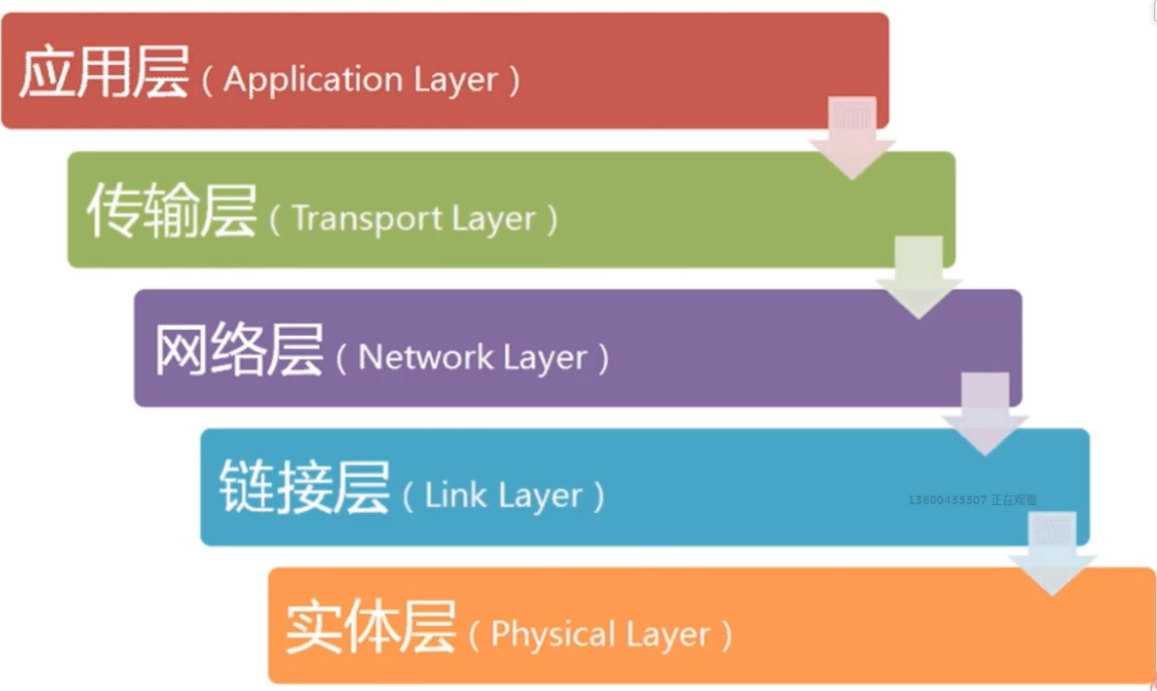 应用层（Application Layer）
传输层（Transport Layer）
网络层（Network Layer）
链接层（Link Layer）
13600433307 正在观看
实体层（Physical Layer）